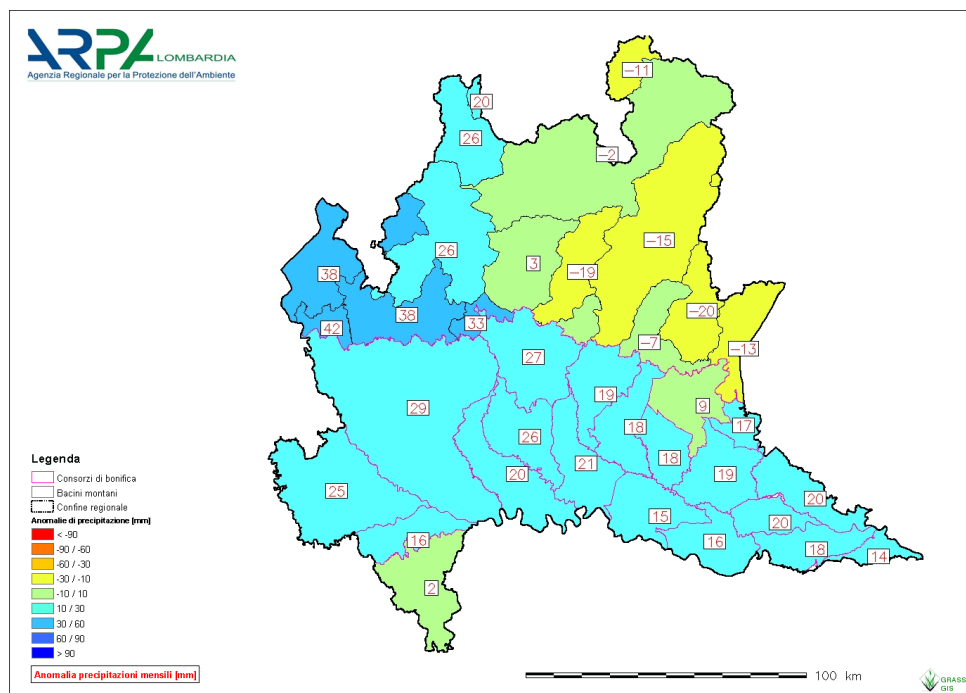 ARPA LOMBARDIA
Agenzia Regionale per la Protezione dell'Ambiente
-11
20
26
-2
-15
26
3
-19
38
38
33
42
-20
-7
-13
27
19
29
9
17
18
26
18
21
20
19
25
20
15
20
16
16
18
14
2
Legenda
Consorzi di bonifica
Bacini montani
Confine regionale
Anomalie di precipitazione [mm]
< -90
-90 / -60
-60 / -30
-30 / -10
-10 / 10
10 / 30
30 / 60
60 / 90
> 90
Anomalia precipitazioni mensili [mm]
100 km
GRASS
GIS